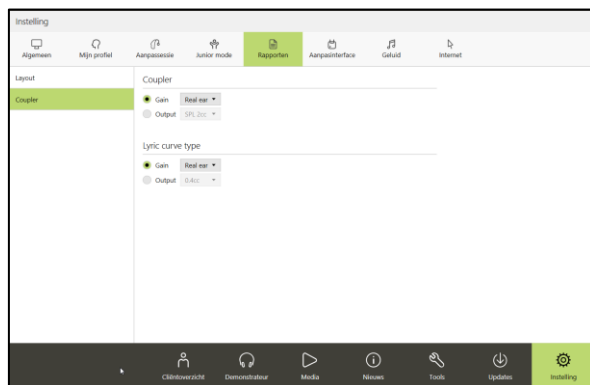 Instelling
Algemeen Mijn profiel Aanpassessie Junior mode Rapporten Aanpasinterface Geluid Internet
Layout
Coupler
Coupler
Gain Real ear
Output SPL 2cc
Lyric curve type
Gain Real ear
Output 0.4cc
Cliëntoverzicht Demonstrateur Media Nieuws Tools Updates Instelling